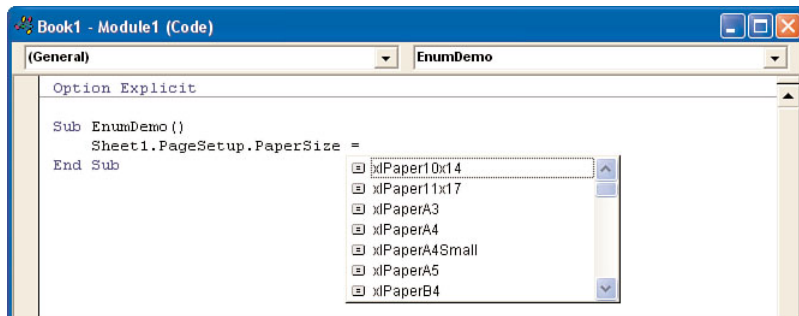 Book1 - Module1 (Code)
(General) EnumDemo
Option Explicit
Sub EnumDemo()
Sheet1.PageSetup.PaperSize =
End Sub
xlPaper10x14
xlPaper11x17
xlPaperA3
xlPaperA4
xlPaperA4Small
xlPaperA5
xlPaperB4